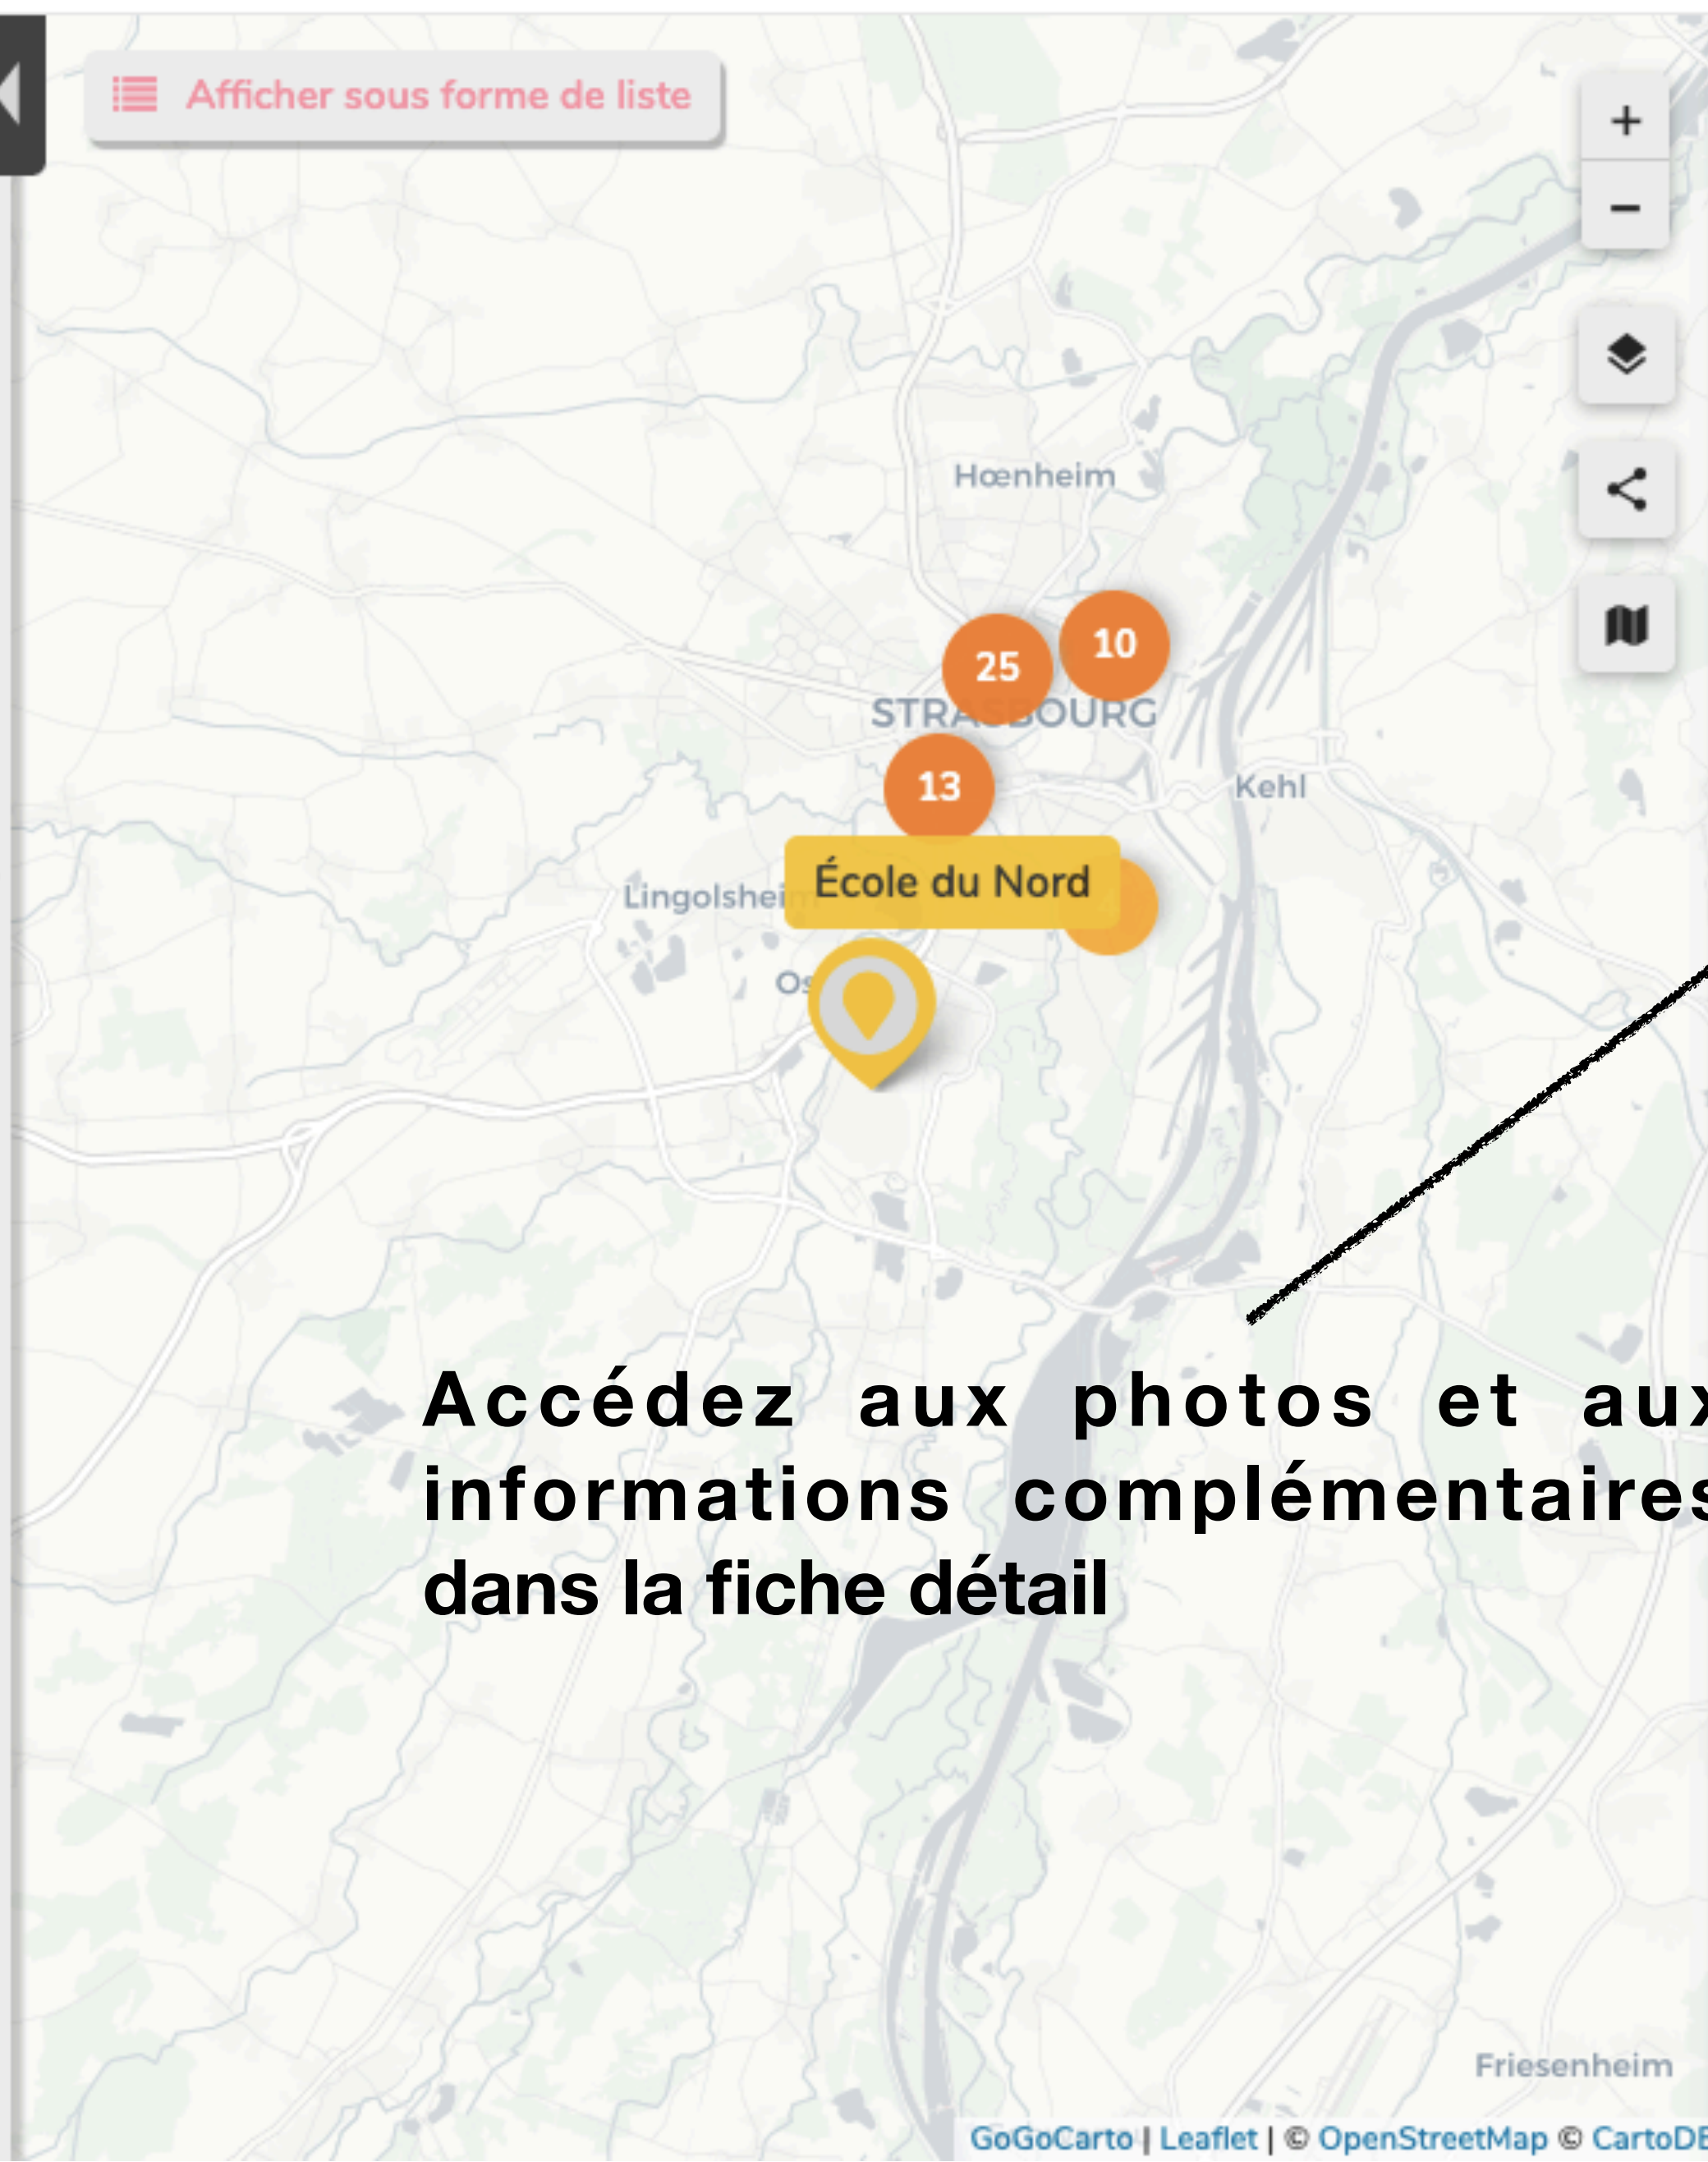 Afficher sous forme de liste
+
−
Hœnheim
10
25
STRASBOURG
13
Kehl
École du Nord
Lingolsheim
Accédez aux photos et aux
informations complémentaires
dans la fiche détail
Friesenheim
GoGoCarto | Leaflet | © OpenStreetMap © CartoDB